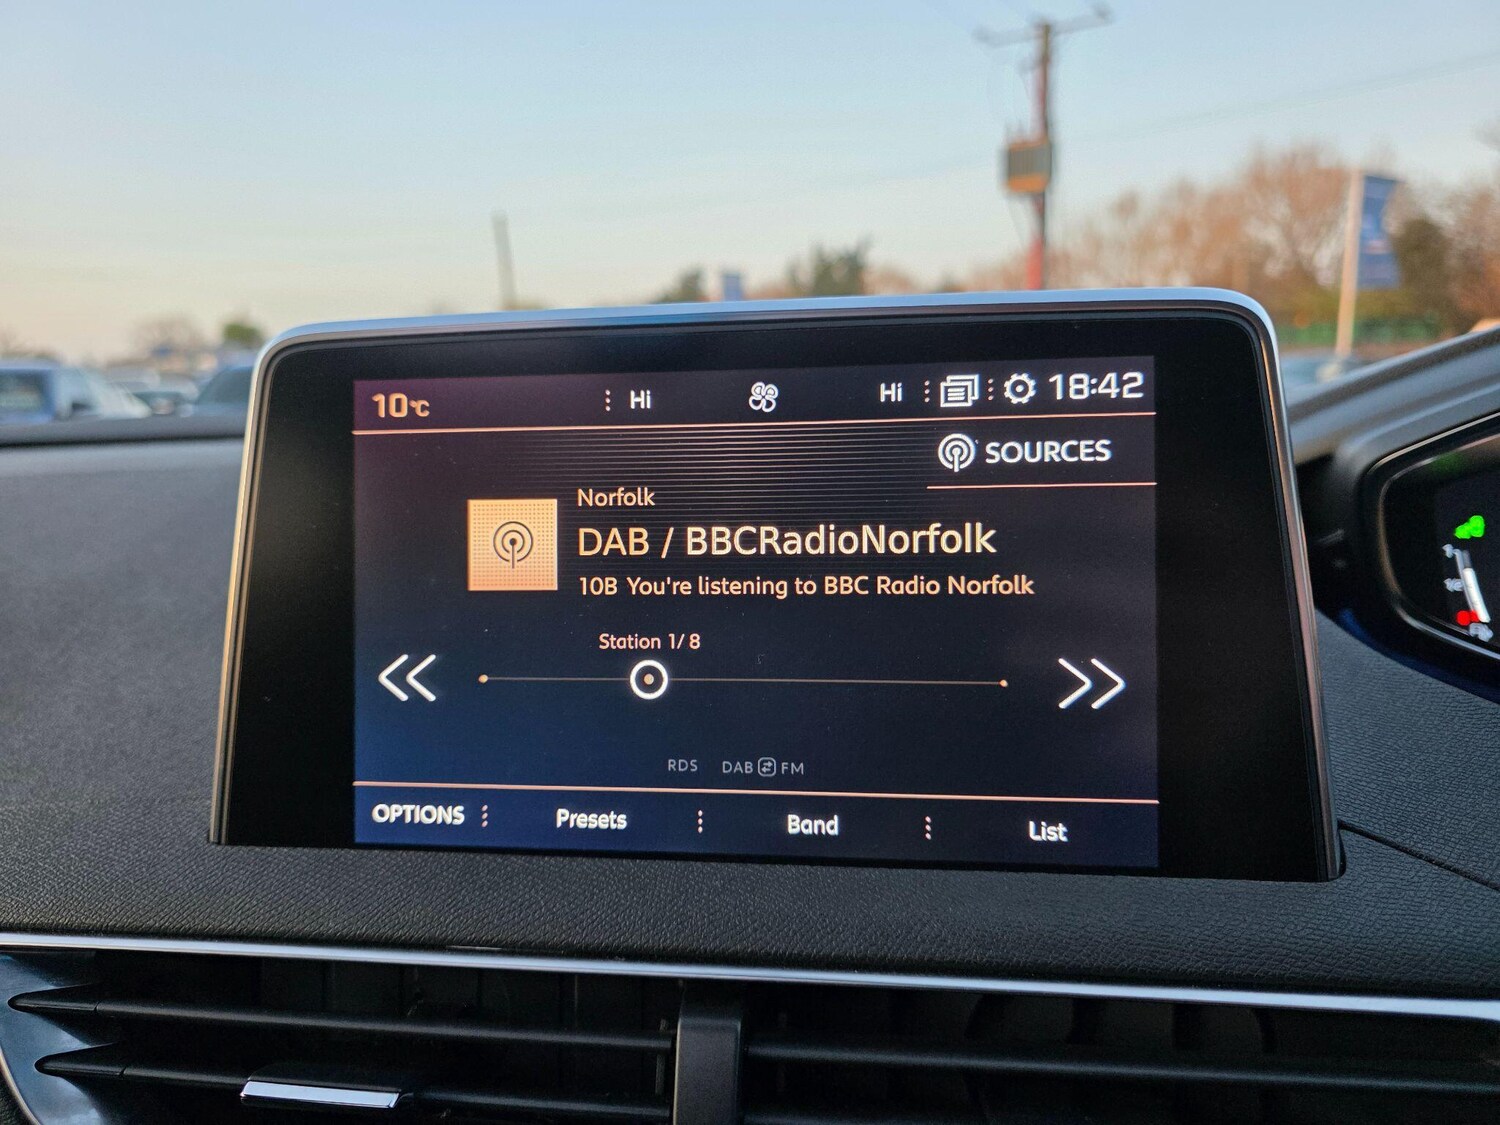 10°C Hi Hi 18:42
SOURCES
Norfolk
DAB / BBCRadioNorfolk
10B You're listening to BBC Radio Norfolk
Station 1/ 8
RDS DAB FM
OPTIONS Presets Band List